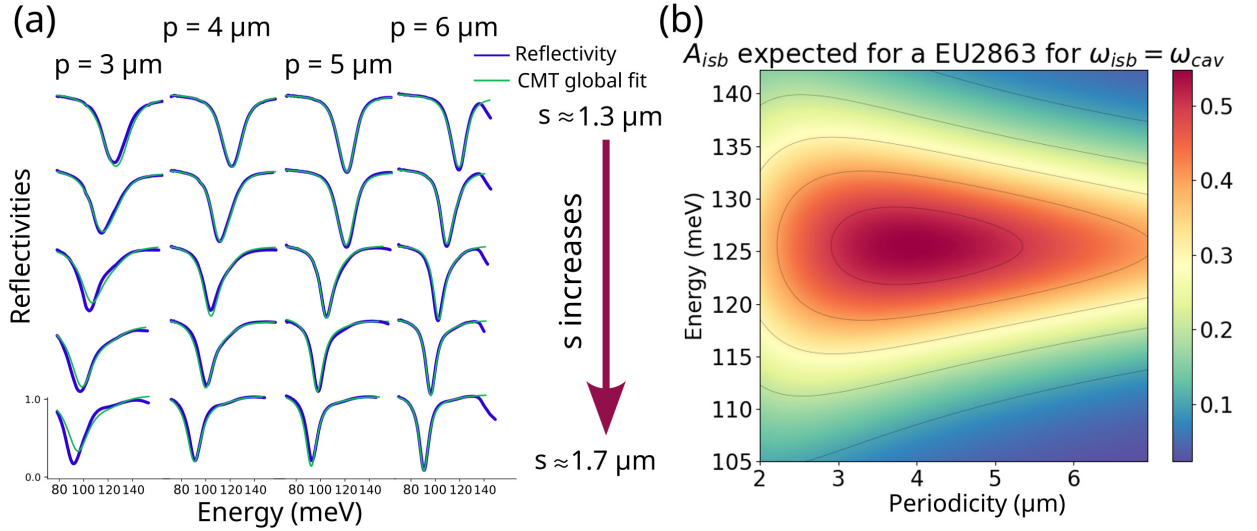 (a)
p = 3 µm
p = 4 µm
p = 5 µm
p = 6 µm
Reflectivity
CMT global fit
s ≈ 1.3 µm
s increases
s ≈ 1.7 µm
Reflectivities
1.0
0.0
80 100 120 140
80 100 120 140
80 100 120 140
80 100 120 140
Energy (meV)
(b)
A_isb expected for a EU2863 for ω_isb = ω_cav
Energy (meV)
140
135
130
125
120
115
110
105
2 3 4 5 6
Periodicity (µm)
0.5
0.4
0.3
0.2
0.1